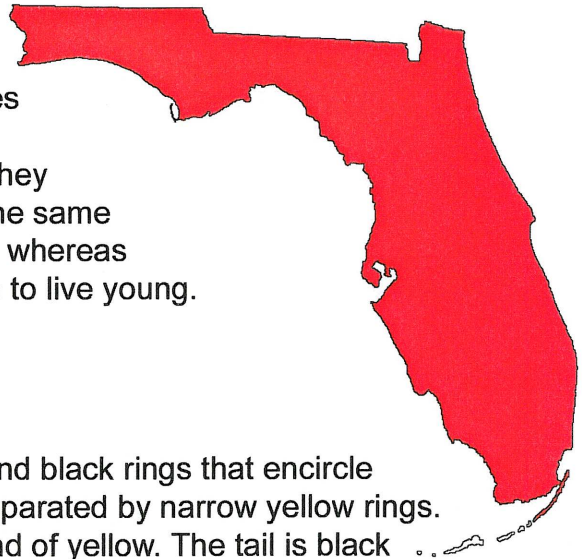 es
hey
ne same
whereas
to live young.
nd black rings that encircle
parated by narrow yellow rings.
nd of yellow. The tail is black